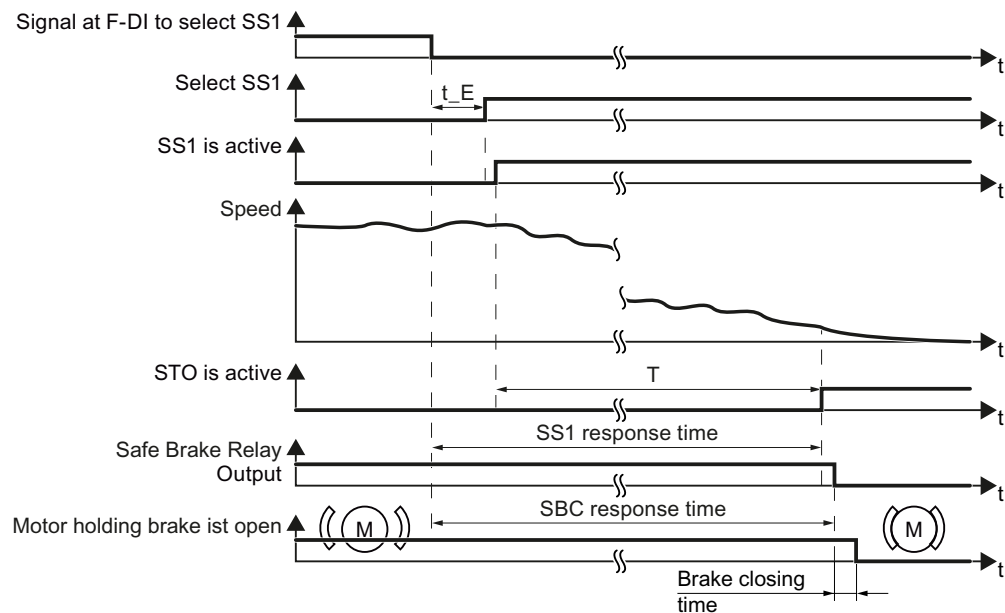 Signal at F-DI to select SS1
t
Select SS1
t_E
t
SS1 is active
t
Speed
t
STO is active
T
t
SS1 response time
Safe Brake Relay
Output
t
SBC response time
Motor holding brake ist open
M
M
t
Brake closing
time